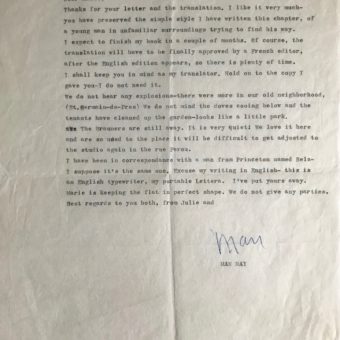 Thanks for your letter and the translation. I like it very much-
you have preserved the simple style I have written this chapter, of
a young man in unfamiliar surroundings trying to find his way.
I expect to finish my book in a couple of months. Of course, the
translation will have to be finally approved by a French editor,
after the English edition appears, so there is plenty of time.
I shall keep you in mind as my translator. Hold on to the copy I
gave you-I do not need it.
We do not hear any explosions-there were more in our old neighborhood,
(St.Germain-de-Pres) We do not mind the doves cooing below and the
tenants have cleaned up the garden-looks like a little park,
The Brouners are still away. It is very Quiet; We love it here
and are so used to the place it will be difficult to get adjusted to
the studio again in the rue Ferou.
I have been in correspondance with a man from Princeton named
I suppose it's the same one. Excuse my writing in English- this is
an English typewriter, my portable Lettera. I've put yours away.
Marie is keeping the flat in perfect shape. We do not give any parties.
Best regards to you both, from Julie and
Man
MAN RAY